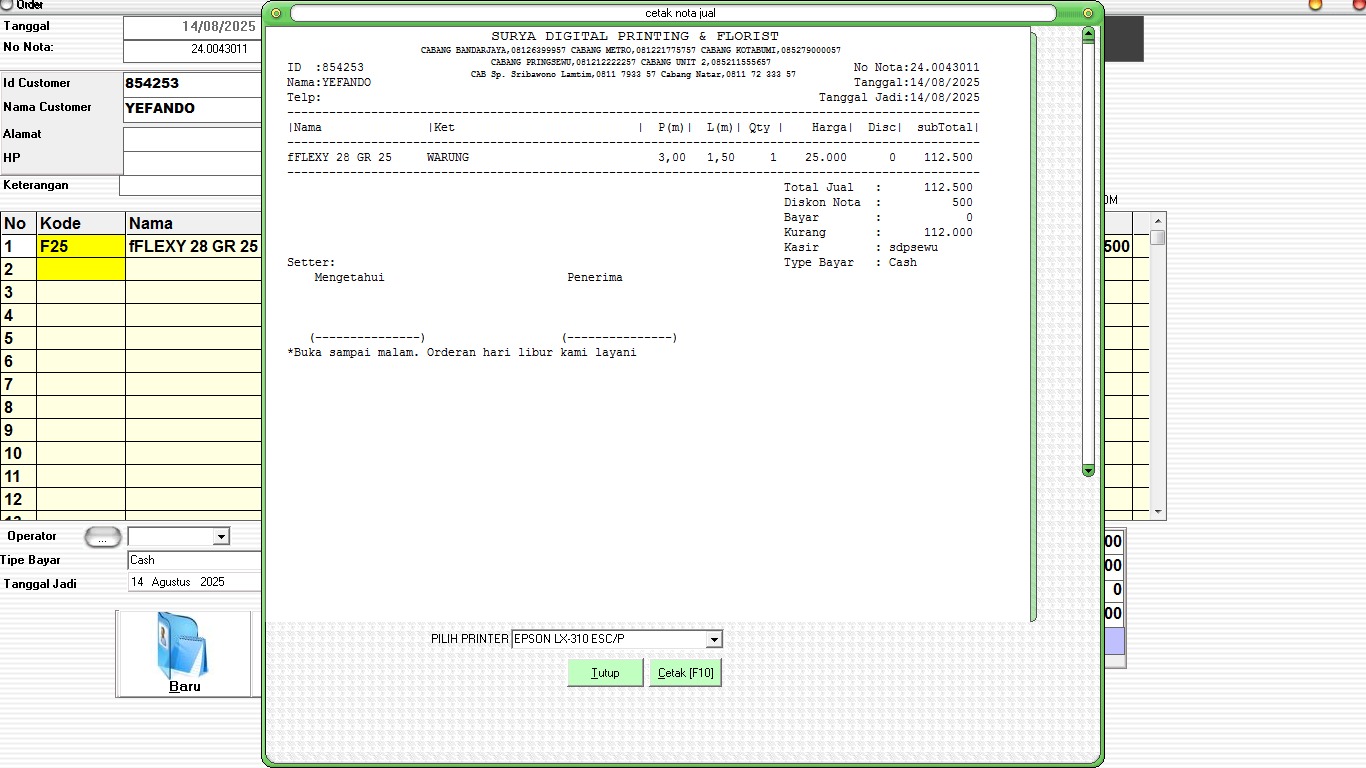 Order
cetak nota jual
Tanggal 14/08/2025
No Nota: 24.0043011
Id Customer 854253
Nama Customer YEFANDO
Alamat
HP
Keterangan
No Kode Nama
1 F25 fFLEXY 28 GR 25
2
3
4
5
6
7
8
9
10
11
12
Operator ...
Tipe Bayar Cash
Tanggal Jadi 14 Agustus 2025
Baru
SURYA DIGITAL PRINTING & FLORIST
CABANG BANDARJAYA,08126399957 CABANG METRO,081221775757 CABANG KOTABUMI,085279000057
CABANG PRINGSEWU,081212222257 CABANG UNIT 2,085211555657
CAB Sp. Sribawono Lamtim,0811 7933 57 Cabang Natar,0811 72 333 57
ID :854253 No Nota:24.0043011
Nama:YEFANDO Tanggal:14/08/2025
Telp: Tanggal Jadi:14/08/2025
|Nama |Ket | P(m)| L(m)| Qty | Harga| Disc| subTotal|
fFLEXY 28 GR 25 WARUNG 3,00 1,50 1 25.000 0 112.500
Total Jual : 112.500
Diskon Nota : 500
Bayar : 0
Kurang : 112.000
Kasir : sdpsewu
Type Bayar : Cash
Setter:
Mengetahui Penerima
(---------------) (---------------)
*Buka sampai malam. Orderan hari libur kami layani
PILIH PRINTER EPSON LX-310 ESC/P
Tutup Cetak [F10]
500
00
00
0
00